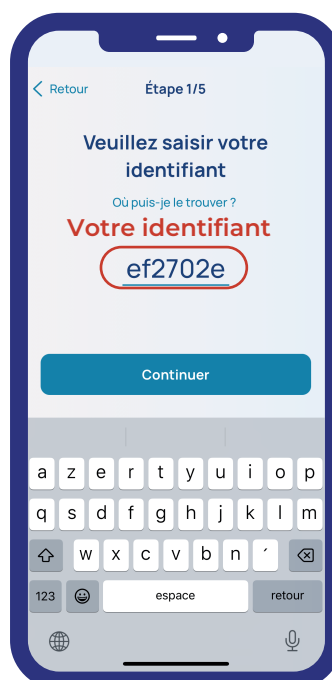 Retour
Étape 1/5
Veuillez saisir votre
identifiant
Où puis-je le trouver ?
Votre identifiant
ef2702e
Continuer
a z e r t y u i o p
q s d f g h j k l m
w x c v b n ´
123 espace retour